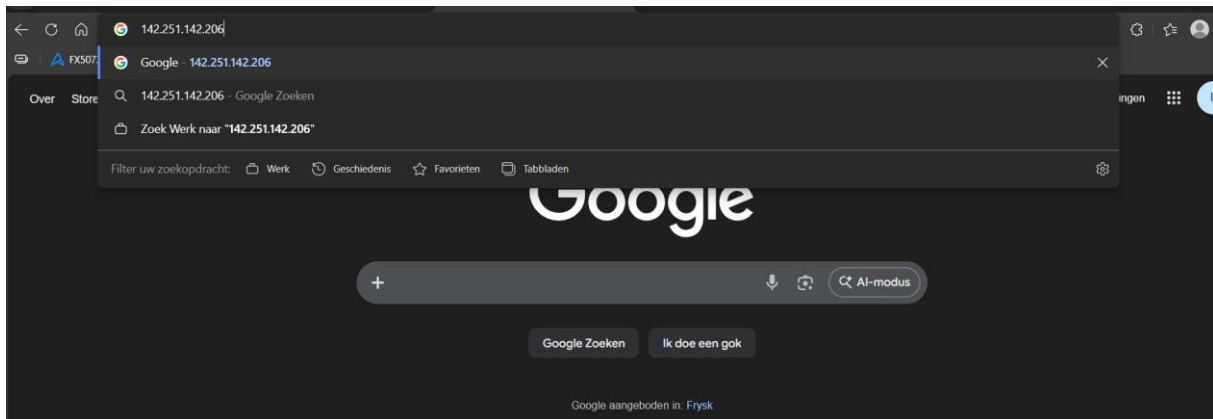 142.251.142.206
FX507
Google - 142.251.142.206
Over Store
142.251.142.206 - Google Zoeken
ingen
Zoek Werk naar "142.251.142.206"
Filter uw zoekopdracht: Werk Geschiedenis Favorieten Tabbladen
Google
AI-modus
Google Zoeken Ik doe een gok
Google aangeboden in: Frysk